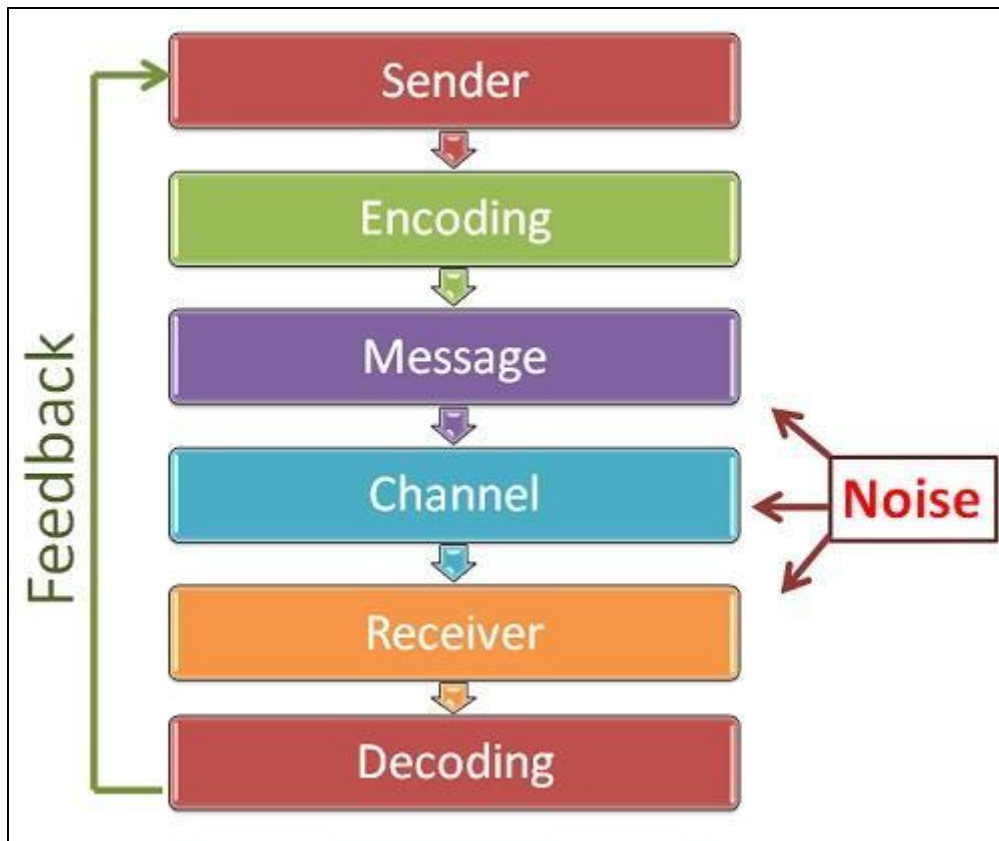 Sender
Encoding
Message
Channel
Receiver
Decoding
Feedback
Noise